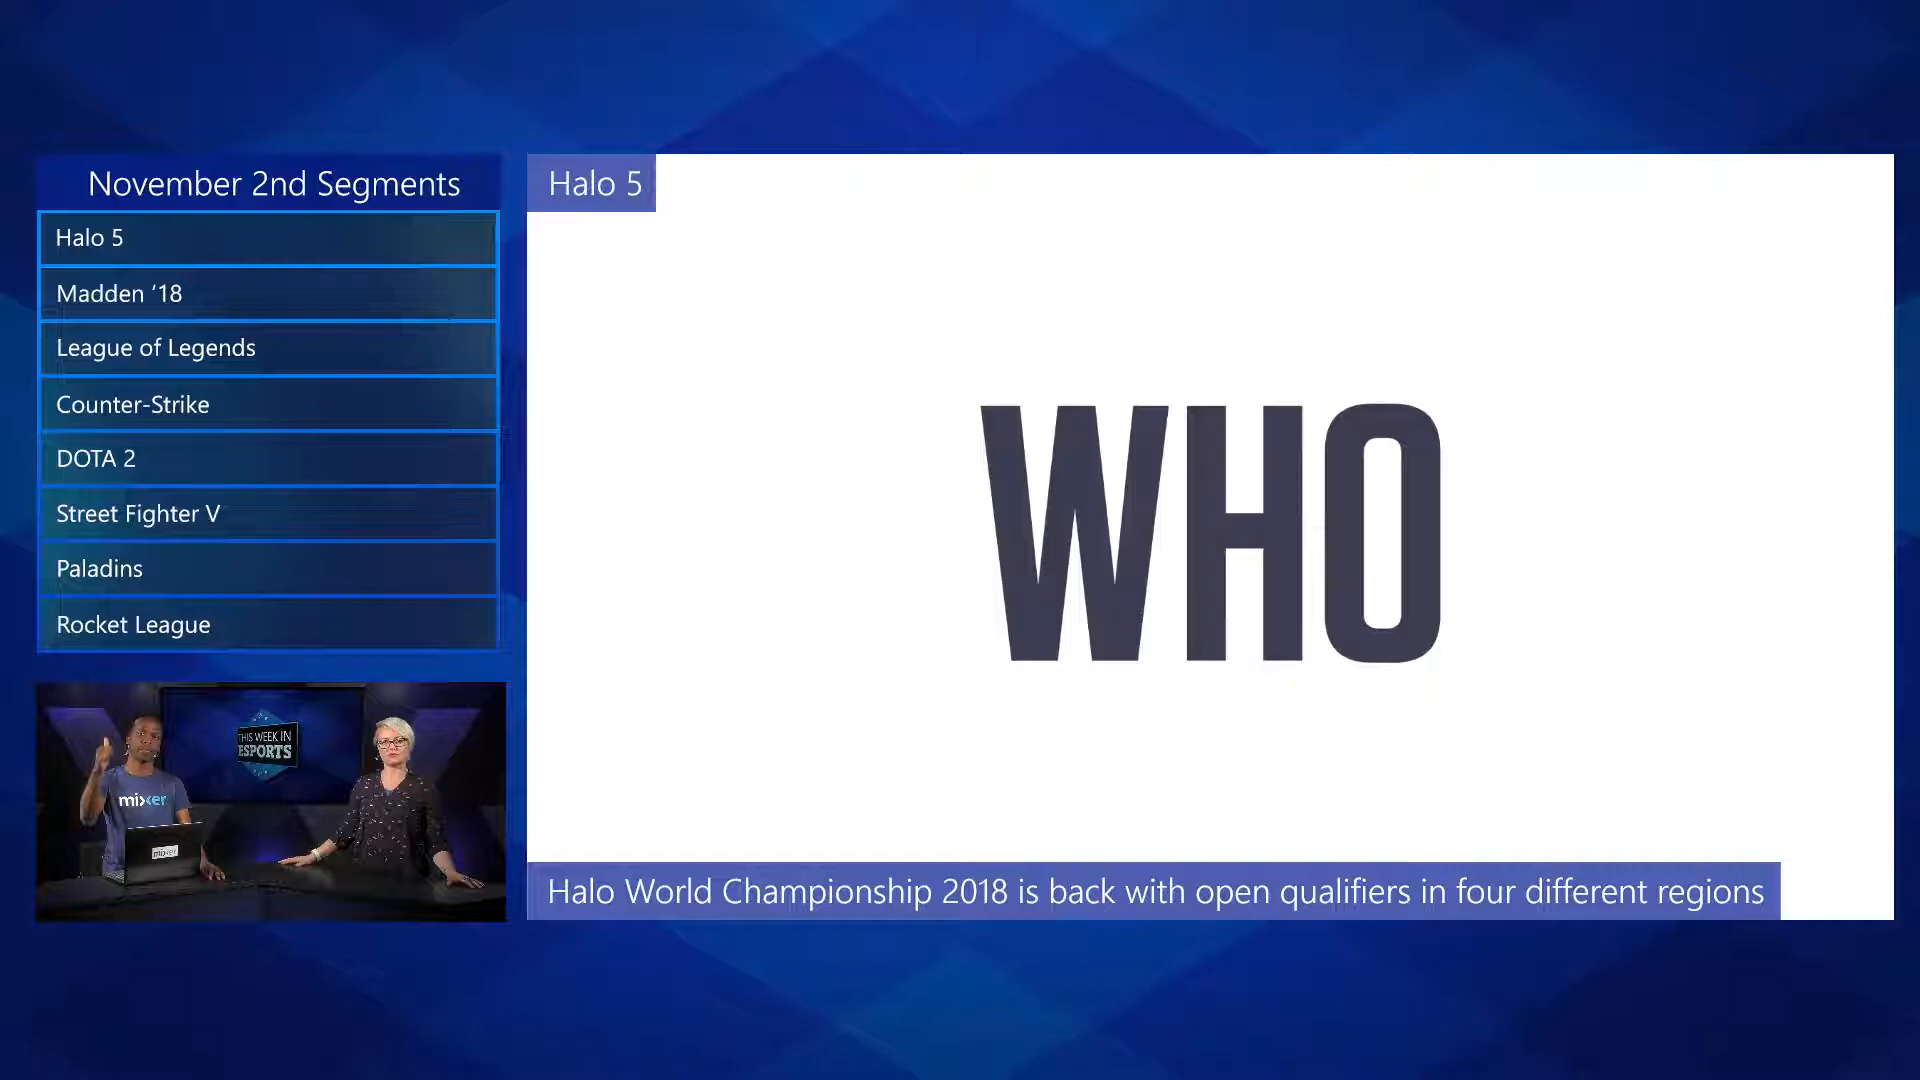 November 2nd Segments
Halo 5
Madden ’18
League of Legends
Counter-Strike
DOTA 2
Street Fighter V
Paladins
Rocket League
THIS WEEK IN
ESPORTS
mixer
mixer
Halo 5
WHO
Halo World Championship 2018 is back with open qualifiers in four different regions